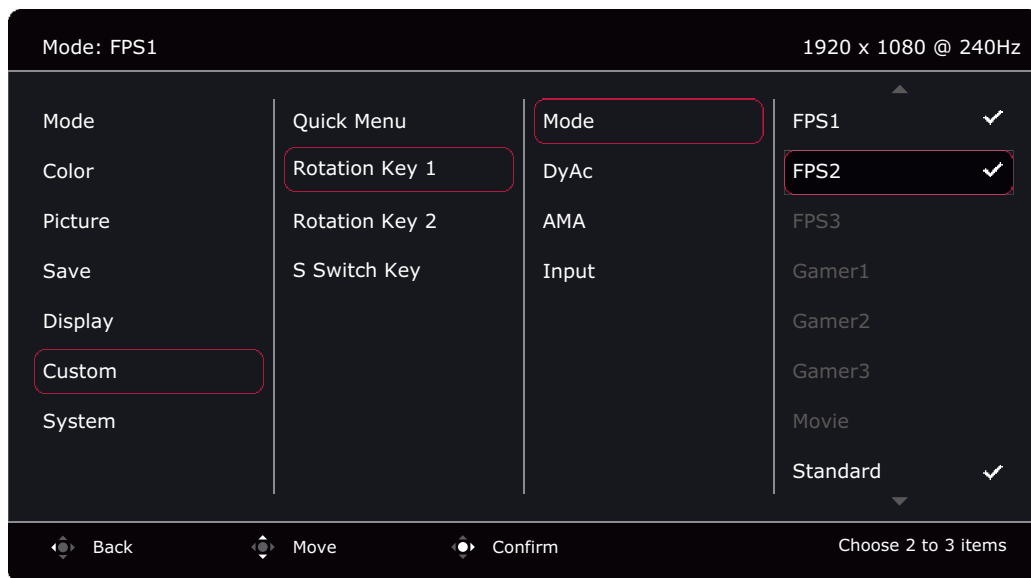 Mode: FPS1
1920 x 1080 @ 240Hz
Mode
Color
Picture
Save
Display
Custom
System
Quick Menu
Rotation Key 1
Rotation Key 2
S Switch Key
Mode
DyAc
AMA
Input
FPS1
FPS2
FPS3
Gamer1
Gamer2
Gamer3
Movie
Standard
Back
Move
Confirm
Choose 2 to 3 items